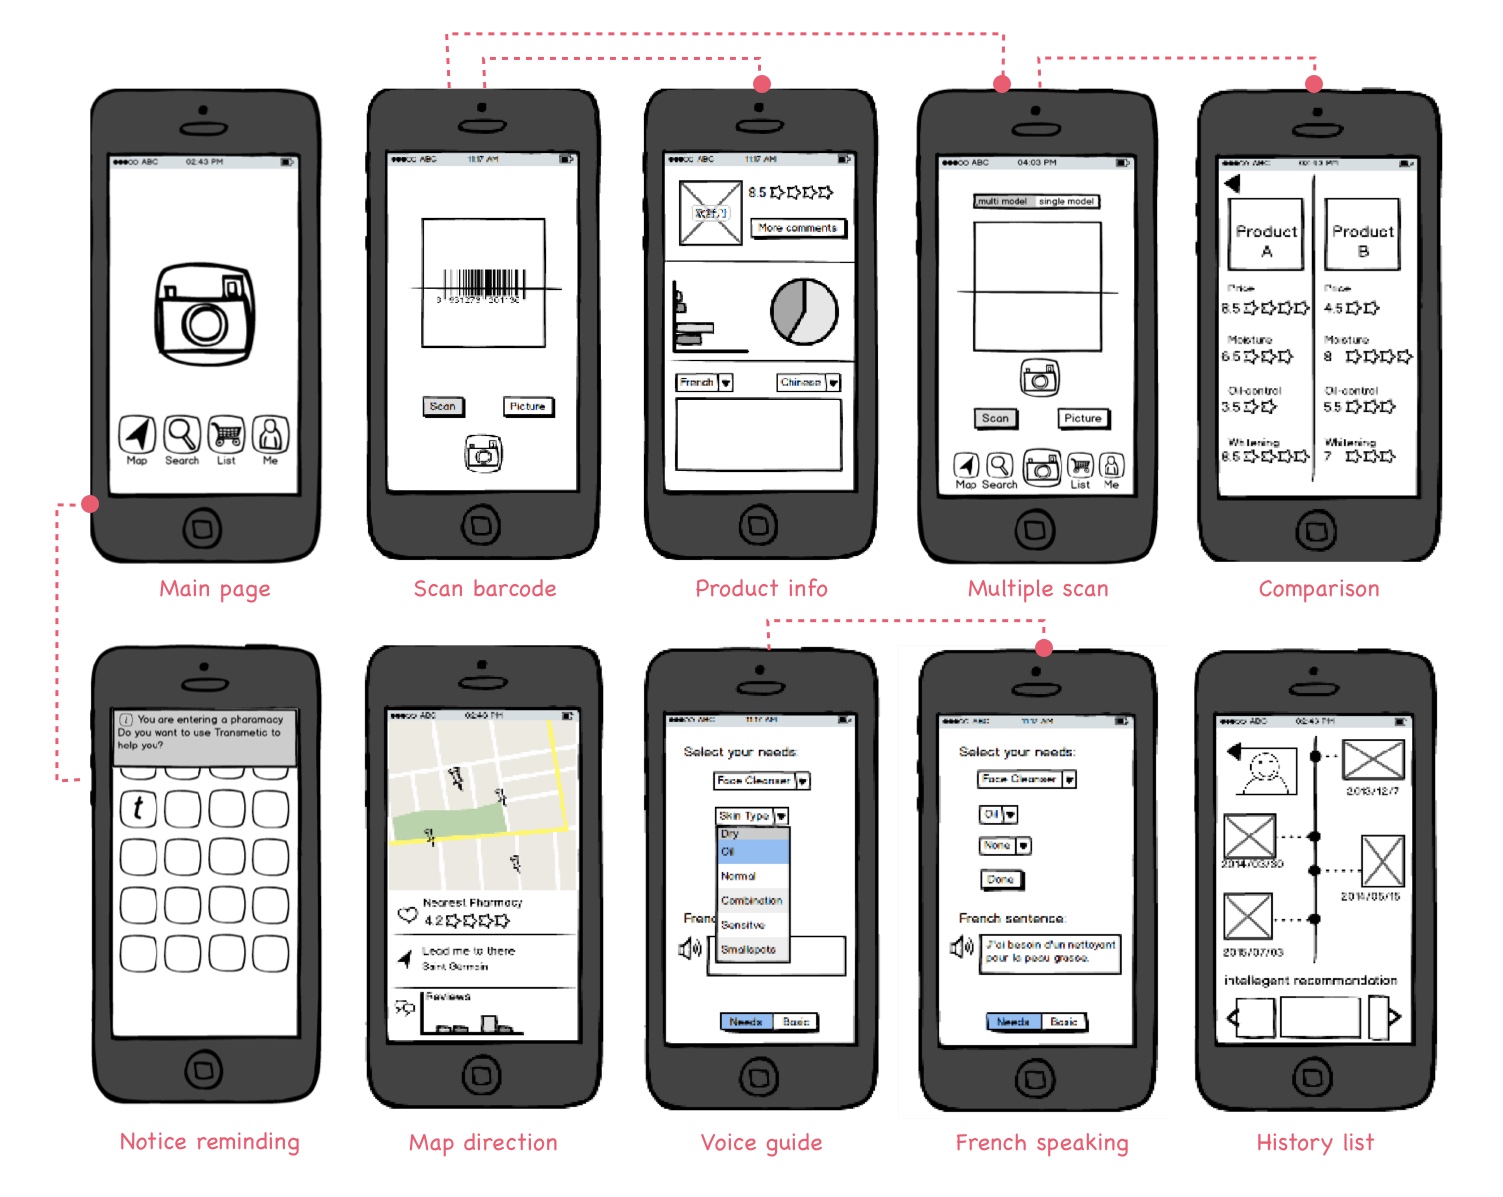 ●●●○○ ABC 02:43 PM
Map Search List Me
Main page
●●●○○ ABC 11:17 AM
Scan Picture
Scan barcode
●●●○○ ABC 11:17 AM
8.5
More comments
French Chinese
Product info
●●●○○ ABC 04:03 PM
multi model single model
Scan Picture
Map Search List Me
Multiple scan
ABC
Product A
Product B
Price Price
8.5 4.5
Moisture Moisture
6.5 8
Oil-control Oil-control
3.5 5.5
Whitening Whitening
8.5 7
Comparison
i You are entering a pharamacy
Do you want to use Transmetic to
help you?
t
Notice reminding
●●●○○ ABC 02:43 PM
Nearest Pharmacy
4.2
Lead me to there
Saint Germain
Reviews
Map direction
●●●○○ ABC 11:17 AM
Select your needs:
Face Cleanser
Skin Type
Dry
Oil
Normal
Combination
Sensitve
Smallspots
Frenc
Needs Basic
Voice guide
●●●○○ ABC 11:17 AM
Select your needs:
Face Cleanser
Oil
None
Done
French sentence:
J'ai besoin d'un nettoyant
pour la peau grasse.
Needs Basic
French speaking
●●●○○ ABC 02:43 PM
2013/12/7
2014/03/30
2014/05/15
2015/07/03
intellegent recommandation
History list